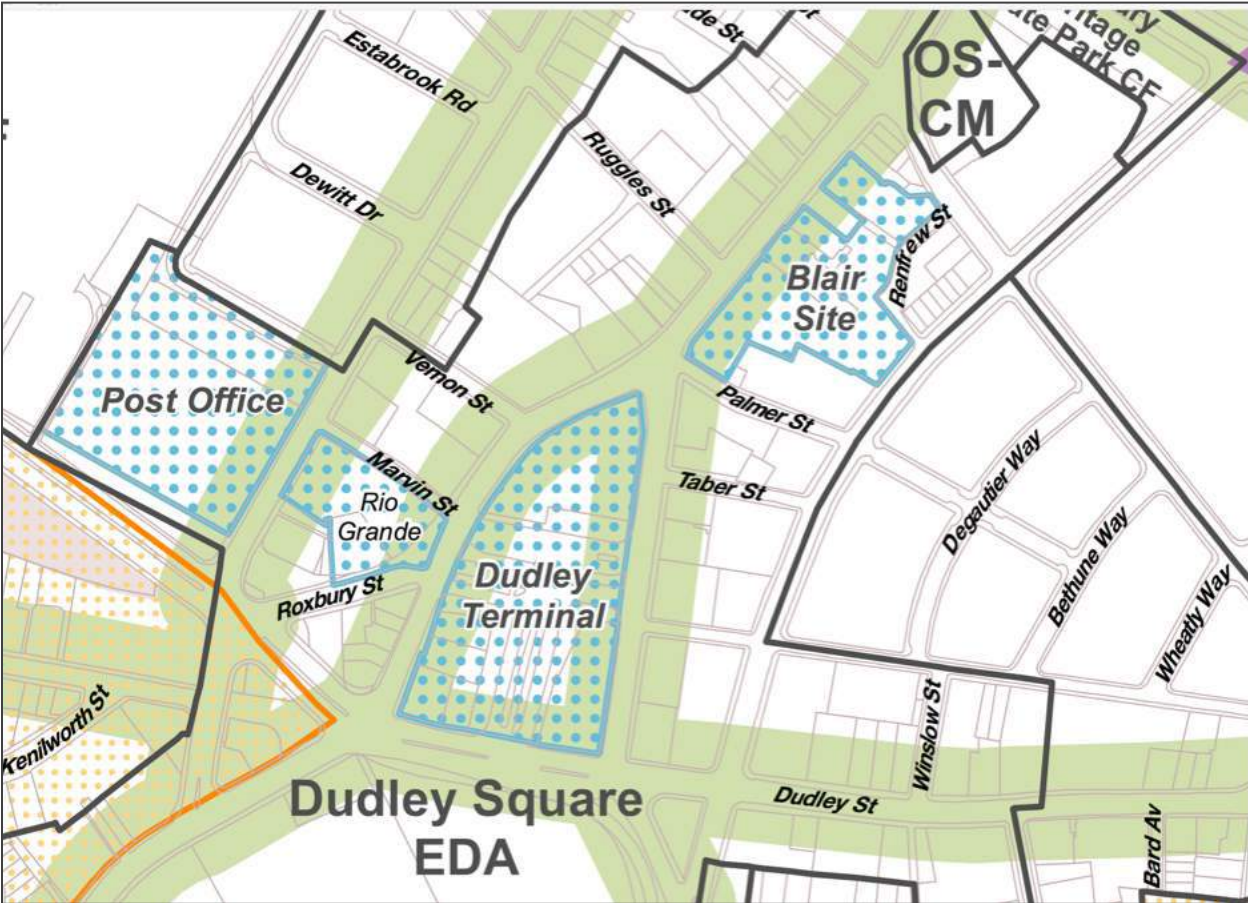 Estabrook Rd
Dewitt Dr
Ruggles St
OS-
CM
Park CF
Renfrew St
Blair
Site
Post Office
Vernon St
Palmer St
Marvin St
Rio
Grande
Taber St
Degautier Way
Bethune Way
Wheatly Way
Dudley
Terminal
Roxbury St
Kenilworth St
Winslow St
Dudley Square
EDA
Dudley St
Bard Av